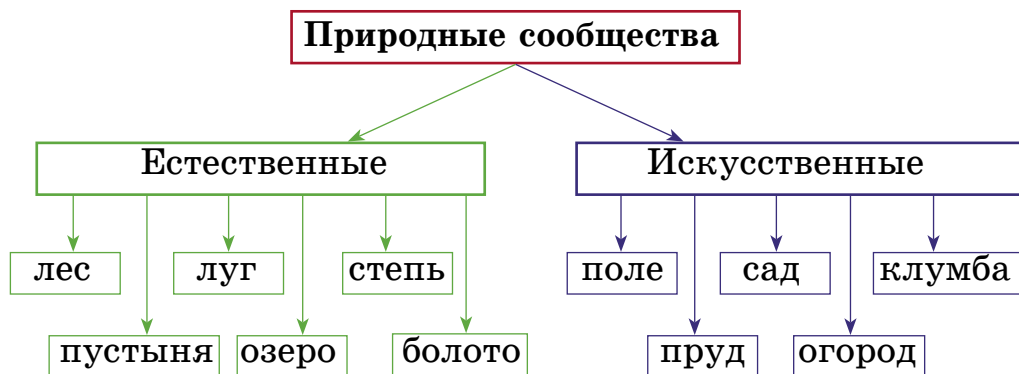 Природные сообщества
Естественные
Искусственные
лес
луг
степь
поле
сад
клумба
пустыня
озеро
болото
пруд
огород